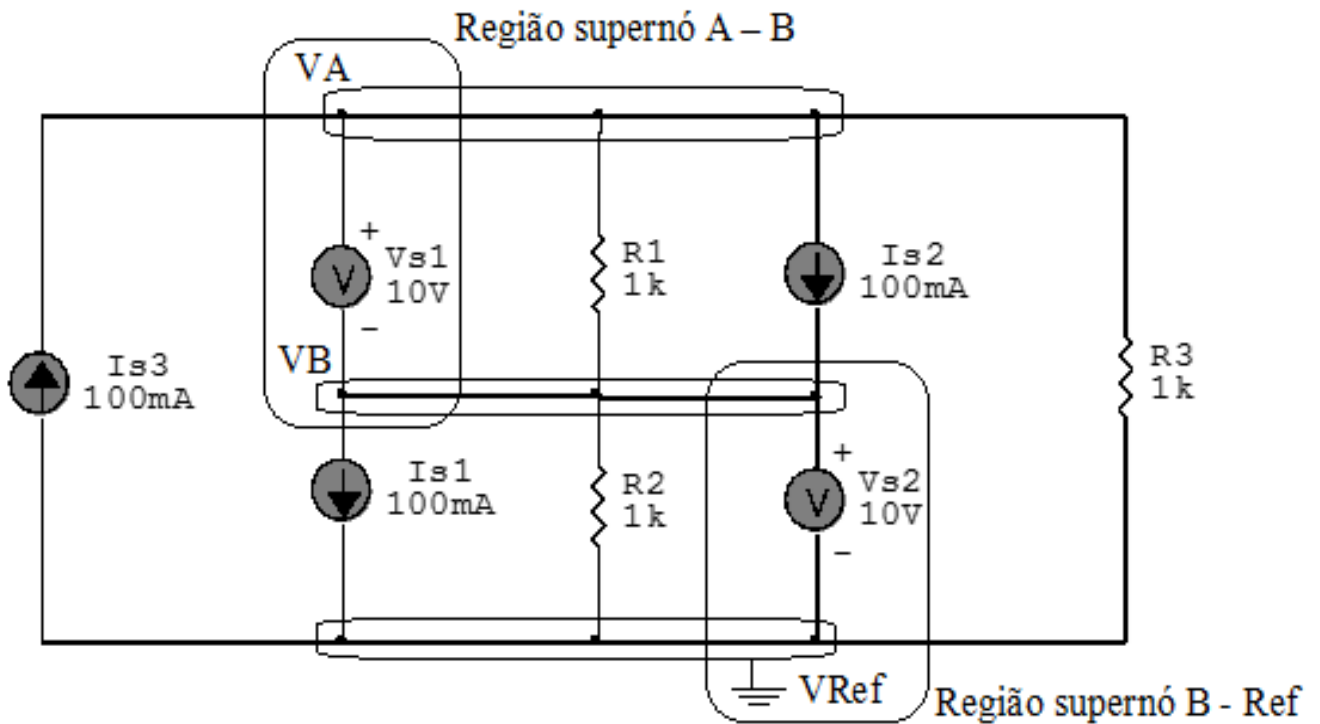 Região supernó A – B
VA
+
Vs1
10V
-
V
R1
1k
Is2
100mA
VB
Is3
100mA
R3
1k
Is1
100mA
R2
1k
+
Vs2
10V
-
V
VRef
Região supernó B - Ref